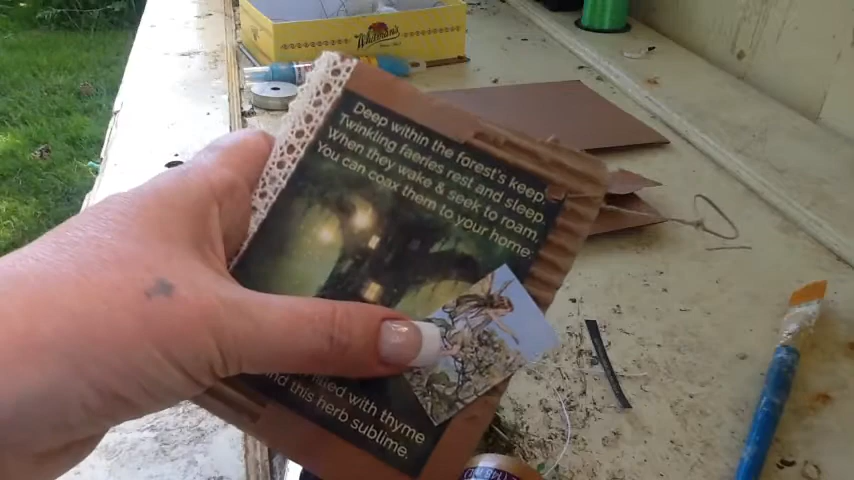 Whitman's
Deep within the forest's keep,
Twinkling faeries rest and sleep.
When they wake & seek to roam,
You can coax them to your home.
with thyme
this herb sublime.